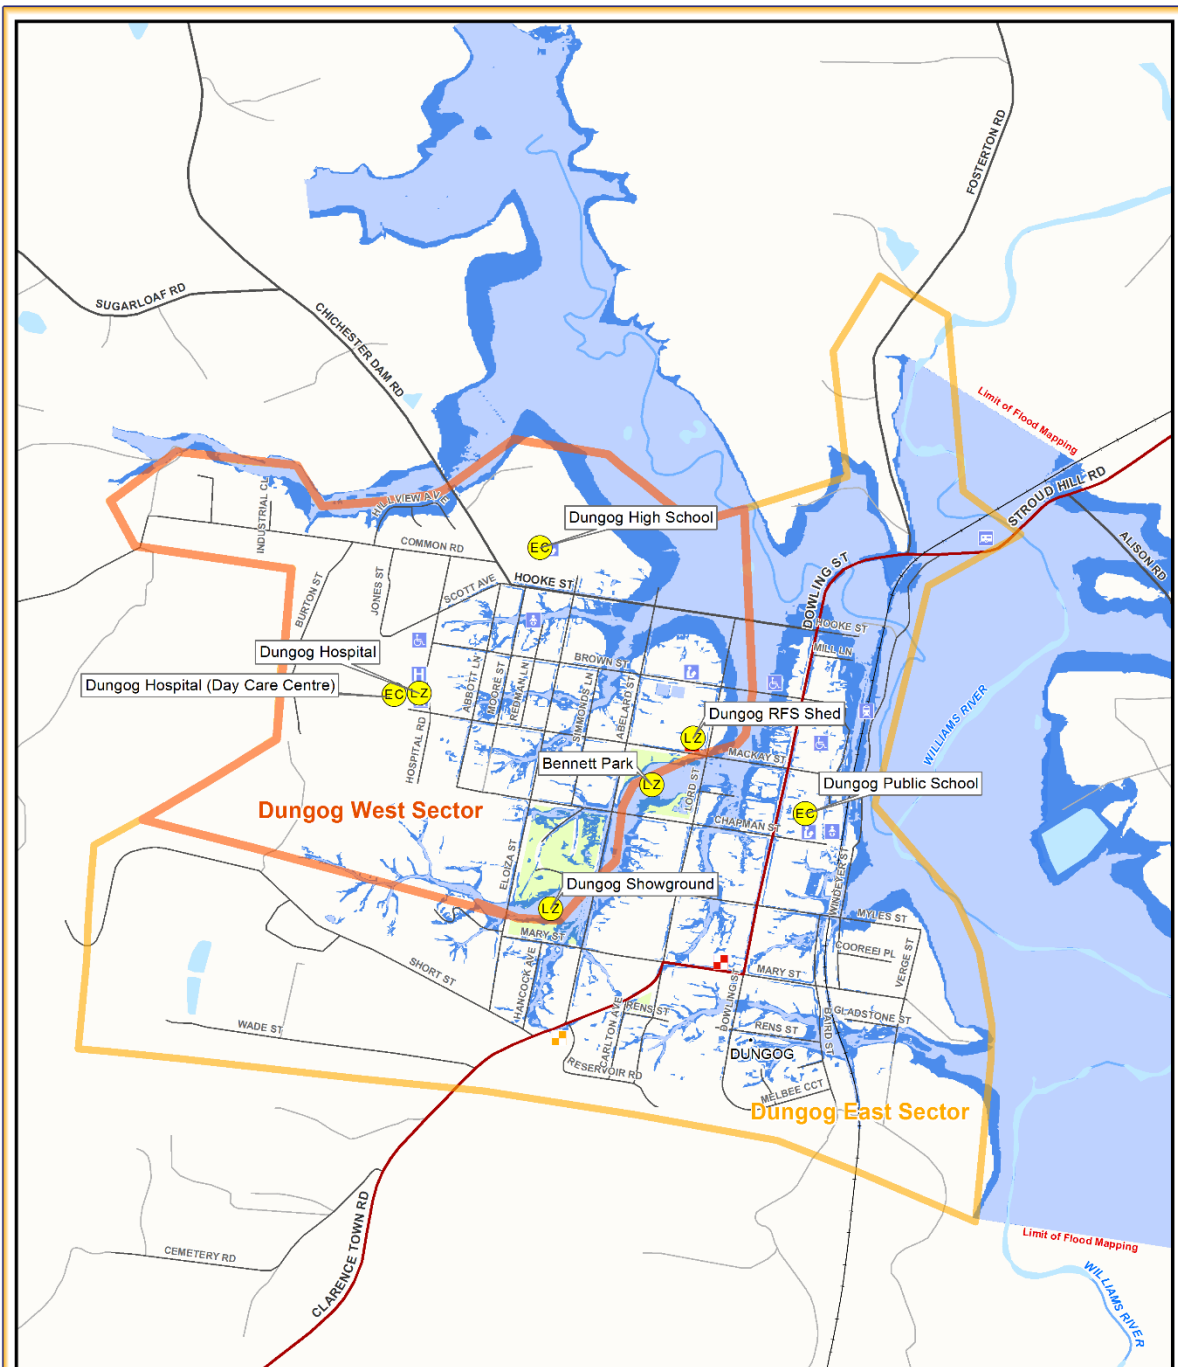 FOSTERTON RD
SUGARLOAF RD
CHICHESTER DAM RD
Limit of Flood Mapping
STROUD HILL RD
ALISON RD
INDUSTRIAL CL
HILLVIEW AVE
Dungog High School
EC
COMMON RD
HOOKE ST
DOWLING ST
BURTON ST
JONES ST
SCOTT AVE
HOOKE ST
MILL LN
Dungog Hospital
BROWN ST
H
Dungog Hospital (Day Care Centre)
EC
LZ
ABBOTT LN
MOORE ST
REDMAN LN
SIMMONDS LN
ABELARD ST
WILLIAMS RIVER
Dungog RFS Shed
LZ
HOSPITAL RD
MACKAY ST
Bennett Park
LZ
Dungog Public School
EC
LORD ST
Dungog West Sector
CHAPMAN ST
ELOIZA ST
WINDEYER ST
Dungog Showground
LZ
MYLES ST
MARY ST
COOREEI PL
VERGE ST
SHORT ST
MARY ST
HANCOCK AVE
DOWLING ST
CARLTON AVE
RENS ST
GLADSTONE ST
WADE ST
RENS ST
BAIRD ST
DUNGOG
RESERVOIR RD
MELBEE CCT
Dungog East Sector
CLARENCE TOWN RD
Limit of Flood Mapping
CEMETERY RD
WILLIAMS RIVER